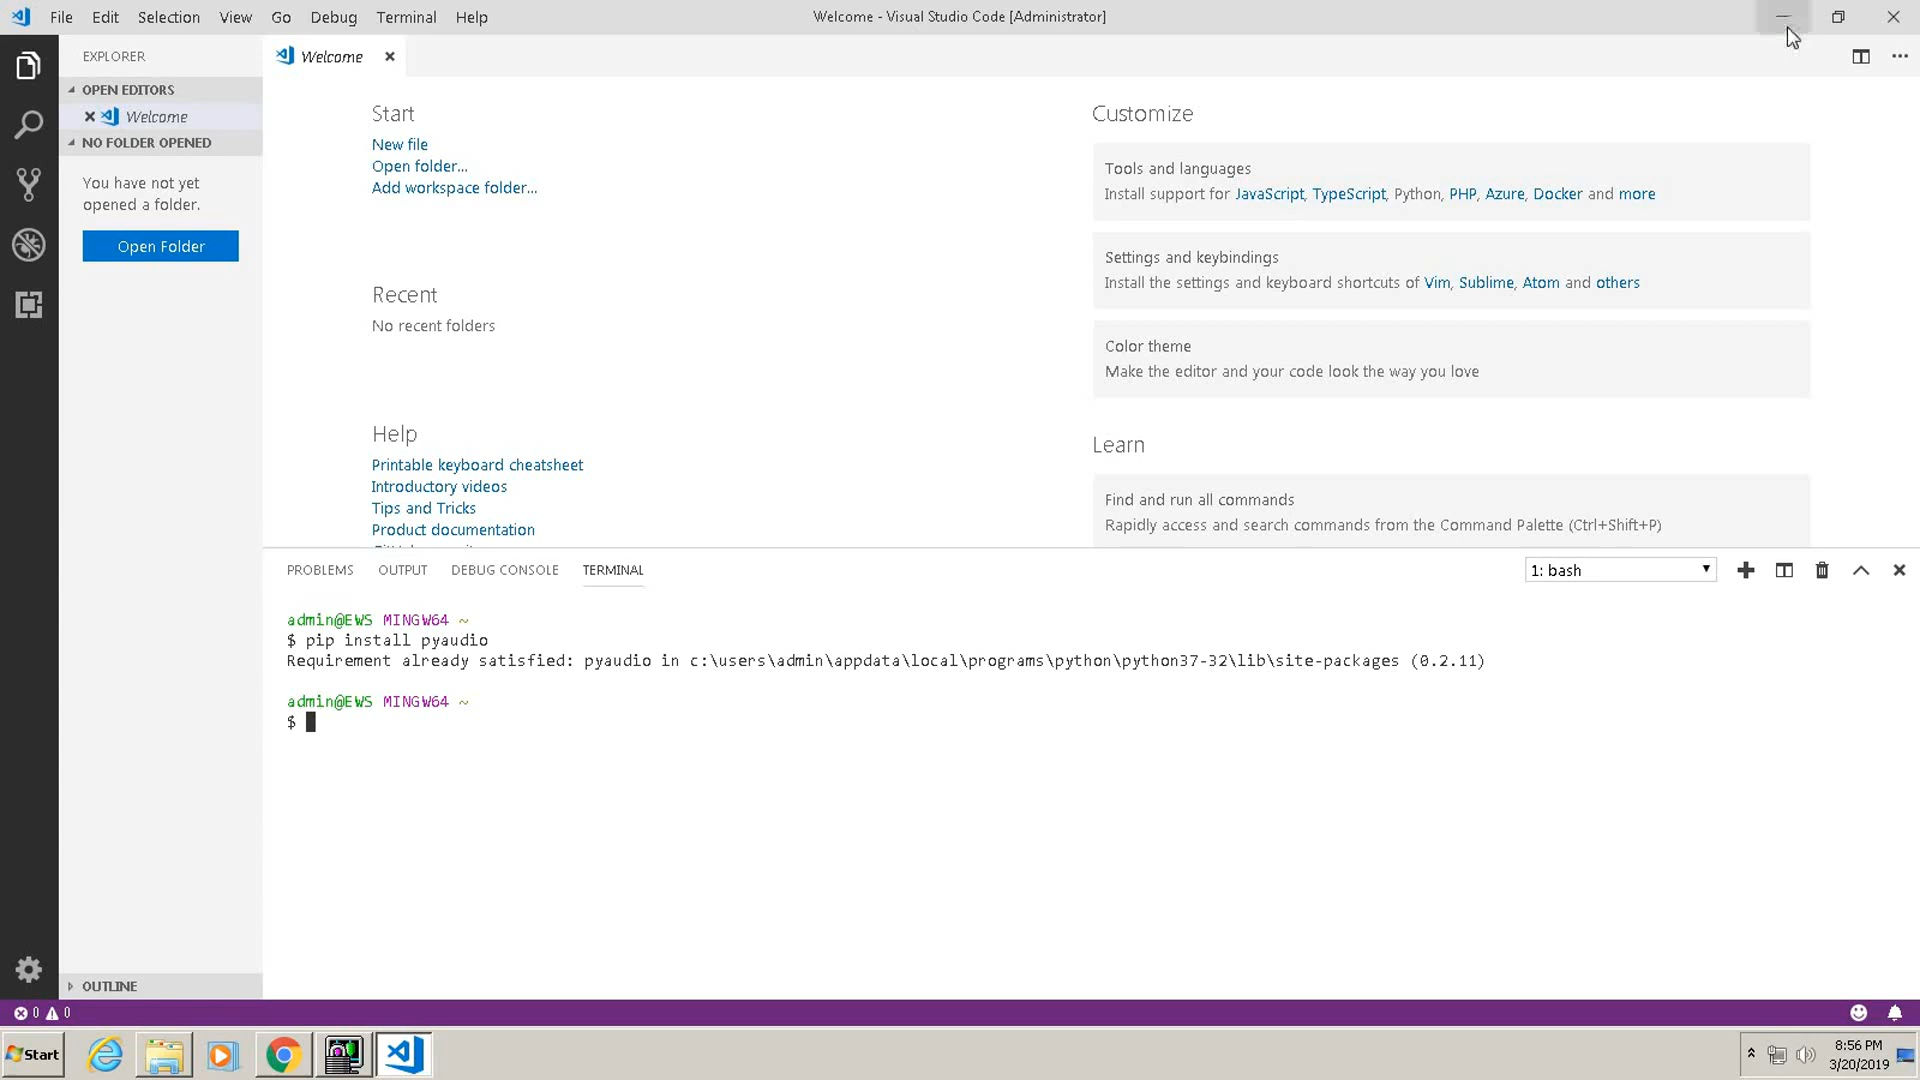 File Edit Selection View Go Debug Terminal Help
Welcome - Visual Studio Code [Administrator]
EXPLORER
OPEN EDITORS
Welcome
NO FOLDER OPENED
You have not yet
opened a folder.
Open Folder
OUTLINE
Welcome
Start
New file
Open folder...
Add workspace folder...
Recent
No recent folders
Help
Printable keyboard cheatsheet
Introductory videos
Tips and Tricks
Product documentation
Customize
Tools and languages
Install support for JavaScript, TypeScript, Python, PHP, Azure, Docker and more
Settings and keybindings
Install the settings and keyboard shortcuts of Vim, Sublime, Atom and others
Color theme
Make the editor and your code look the way you love
Learn
Find and run all commands
Rapidly access and search commands from the Command Palette (Ctrl+Shift+P)
PROBLEMS OUTPUT DEBUG CONSOLE TERMINAL
1: bash
admin@EWS MINGW64 ~
$ pip install pyaudio
Requirement already satisfied: pyaudio in c:\users\admin\appdata\local\programs\python\python37-32\lib\site-packages (0.2.11)
admin@EWS MINGW64 ~
$
0 0
Start
8:56 PM
3/20/2019